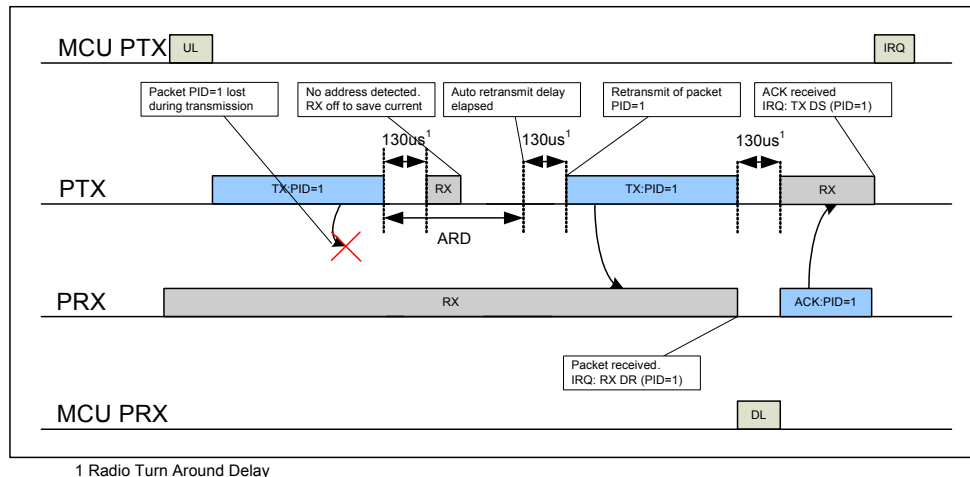 MCU PTX
UL
IRQ
Packet PID=1 lost
during transmission
No address detected.
RX off to save current
Auto retransmit delay
elapsed
Retransmit of packet
PID=1
ACK received
IRQ: TX DS (PID=1)
130us1
130us1
130us1
PTX
TX:PID=1
RX
TX:PID=1
RX
ARD
PRX
RX
ACK:PID=1
Packet received.
IRQ: RX DR (PID=1)
MCU PRX
DL
1 Radio Turn Around Delay